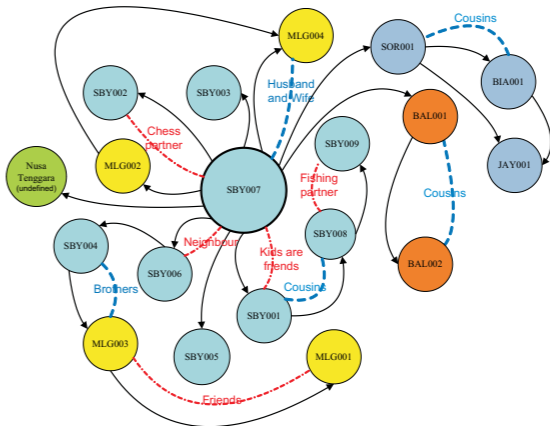 MLG004
Cousins
SOR001
BIA001
SBY002
SBY003
Husband
and Wife
BAL001
Chess
partner
SBY009
JAY001
Nusa
Tenggara
(undefined)
MLG002
SBY007
Fishing
partner
Cousins
SBY004
Neighbour
SBY008
Kids are
friends
BAL002
SBY006
Brothers
Cousins
SBY001
MLG003
SBY005
MLG001
Friends